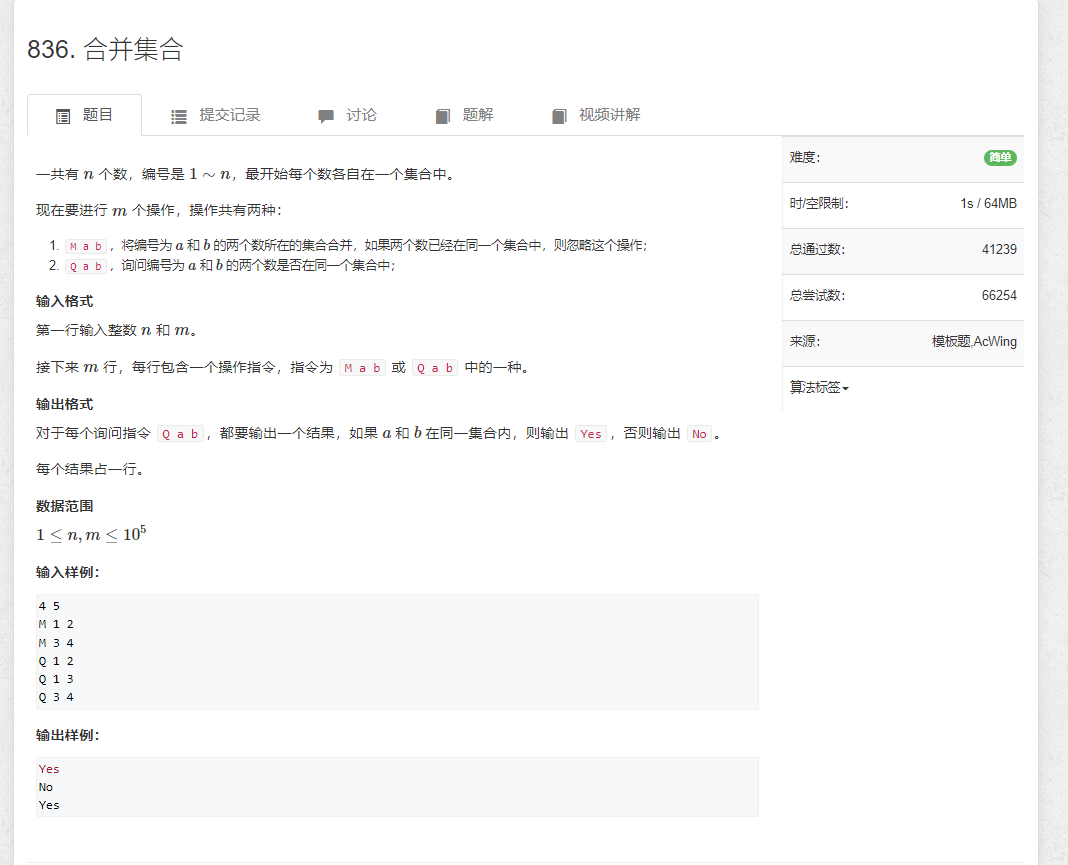 836. 合并集合
题目 提交记录 讨论 题解 视频讲解
一共有 n 个数，编号是 1 ∼ n，最开始每个数各自在一个集合中。
现在要进行 m 个操作，操作共有两种：
1. M a b，将编号为 a 和 b 的两个数所在的集合合并，如果两个数已经在同一个集合中，则忽略这个操作；
2. Q a b，询问编号为 a 和 b 的两个数是否在同一个集合中；
输入格式
第一行输入整数 n 和 m。
接下来 m 行，每行包含一个操作指令，指令为 M a b 或 Q a b 中的一种。
输出格式
对于每个询问指令 Q a b，都要输出一个结果，如果 a 和 b 在同一集合内，则输出 Yes，否则输出 No。
每个结果占一行。
数据范围
1 ≤ n, m ≤ 10⁵
输入样例：
4 5
M 1 2
M 3 4
Q 1 2
Q 1 3
Q 3 4
输出样例：
Yes
No
Yes
难度： 简单
时/空限制： 1s / 64MB
总通过数： 41239
总尝试数： 66254
来源： 模板题,AcWing
算法标签